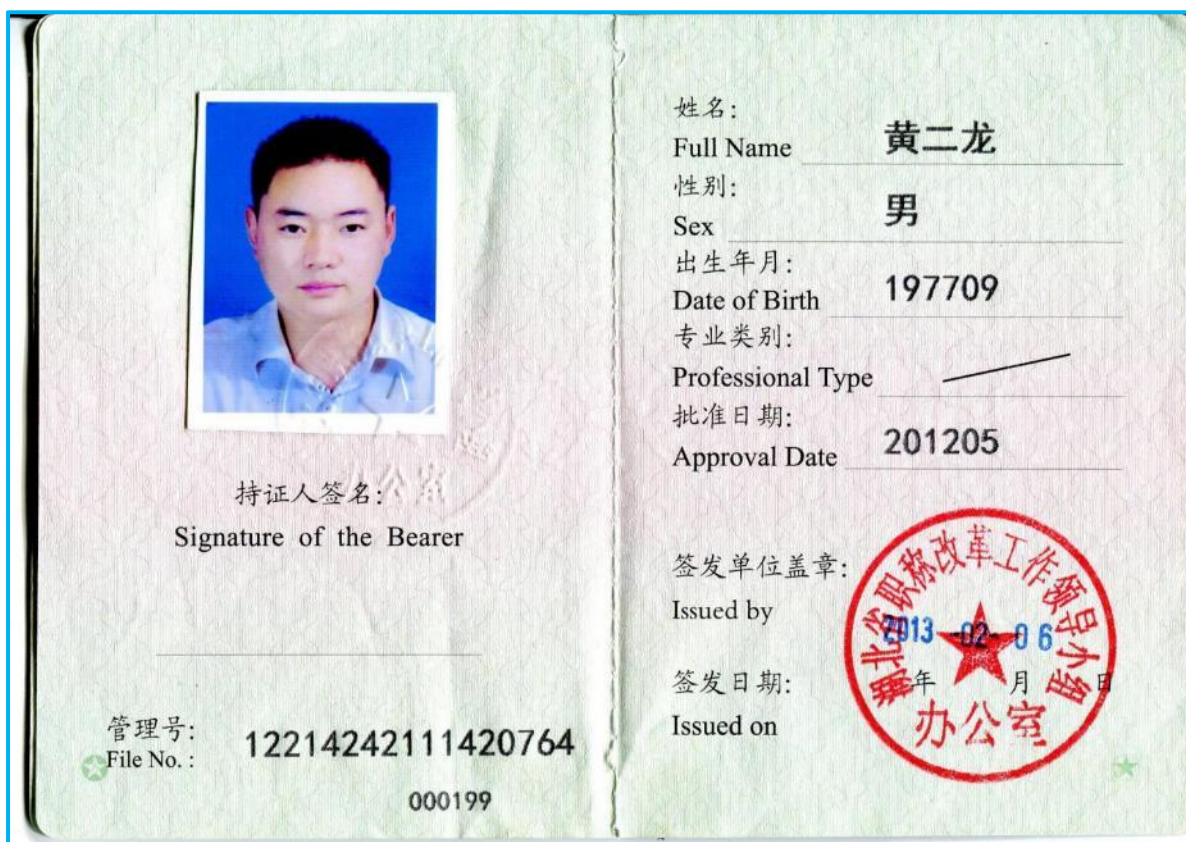 持证人签名:
Signature of the Bearer
管理号:
File No. :
12214242111420764
000199
姓名:
Full Name
黄二龙
性别:
Sex
男
出生年月:
Date of Birth
197709
专业类别:
Professional Type
批准日期:
Approval Date
201205
签发单位盖章:
Issued by
湖北省职称改革工作领导小组
办公室
2013 -02- 06
签发日期:
年 月 日
Issued on
办公室